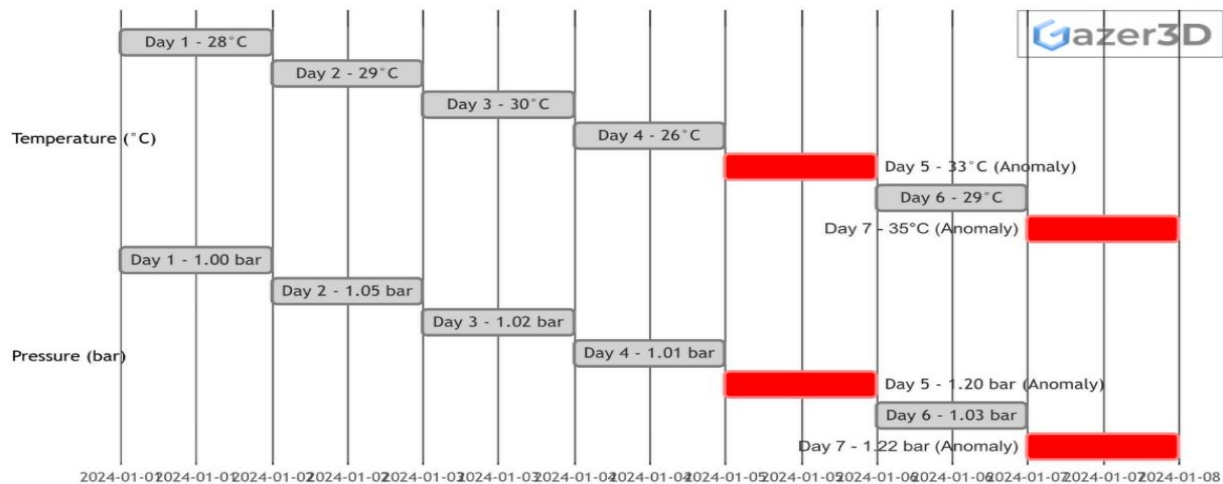 Gazer3D
Day 1 - 28°C
Day 2 - 29°C
Day 3 - 30°C
Temperature (°C)
Day 4 - 26°C
Day 5 - 33°C (Anomaly)
Day 6 - 29°C
Day 7 - 35°C (Anomaly)
Day 1 - 1.00 bar
Day 2 - 1.05 bar
Day 3 - 1.02 bar
Pressure (bar)
Day 4 - 1.01 bar
Day 5 - 1.20 bar (Anomaly)
Day 6 - 1.03 bar
Day 7 - 1.22 bar (Anomaly)
2024-01-01 2024-01-01 2024-01-02 2024-01-02 2024-01-03 2024-01-03 2024-01-04 2024-01-04 2024-01-05 2024-01-05 2024-01-06 2024-01-06 2024-01-07 2024-01-07 2024-01-08